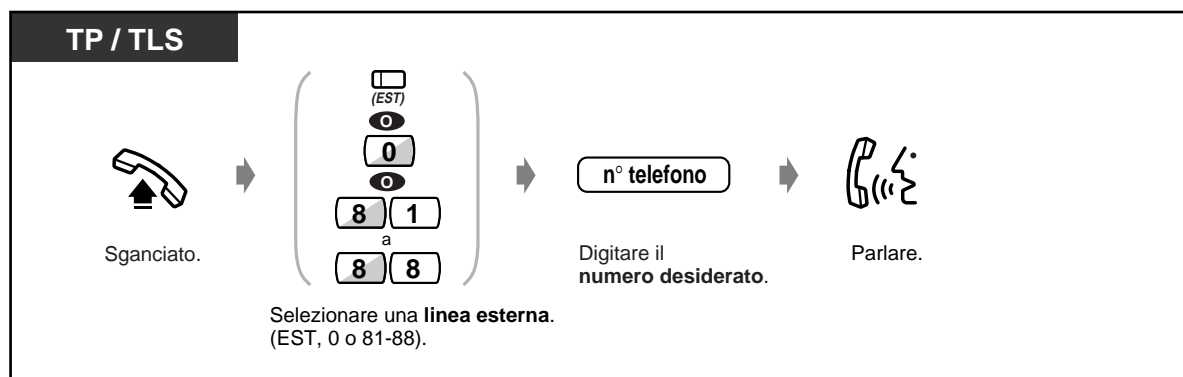 TP / TLS
(EST)
O
0
O
8 1
a
8 8
n° telefono
Sganciato.
Selezionare una linea esterna.
(EST, 0 o 81-88).
Digitare il
numero desiderato.
Parlare.